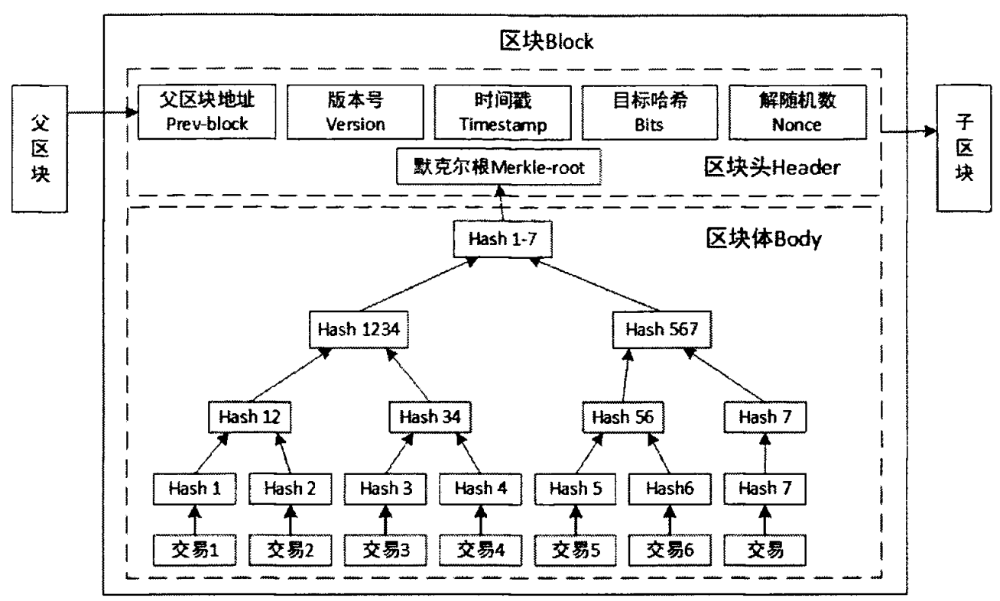 区块Block
父区块
父区块地址
Prev-block
版本号
Version
时间戳
Timestamp
目标哈希
Bits
解随机数
Nonce
子区块
默克尔根Merkle-root
区块头Header
Hash 1-7
区块体Body
Hash 1234
Hash 567
Hash 12
Hash 34
Hash 56
Hash 7
Hash 1
Hash 2
Hash 3
Hash 4
Hash 5
Hash6
Hash 7
交易1
交易2
交易3
交易4
交易5
交易6
交易